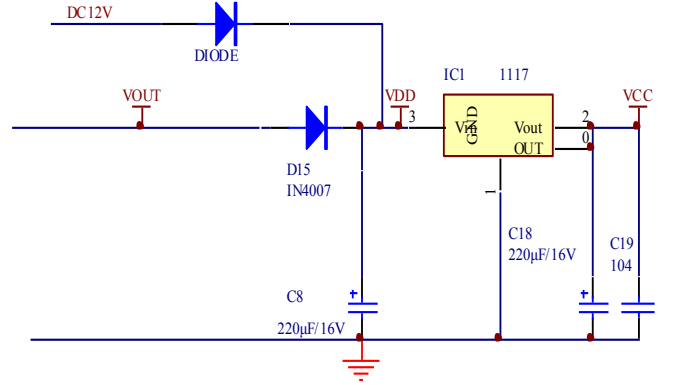 DC12V
DIODE
IC1 1117
VOUT
VDD
VCC
3
Vin
GND
Vout
2
OUT
0
D15
IN4007
1
C18
220μF/16V
C19
104
C8
220μF/16V
+
+